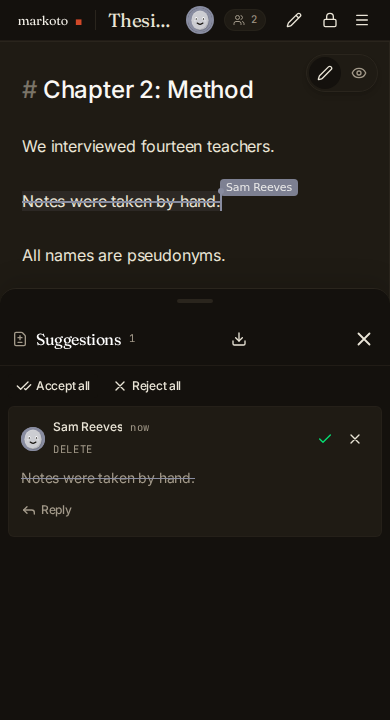 markoto
Thesi...
2
# Chapter 2: Method
We interviewed fourteen teachers.
Sam Reeves
Notes were taken by hand.
All names are pseudonyms.
Suggestions 1
Accept all
Reject all
Sam Reeves now
DELETE
Notes were taken by hand.
Reply